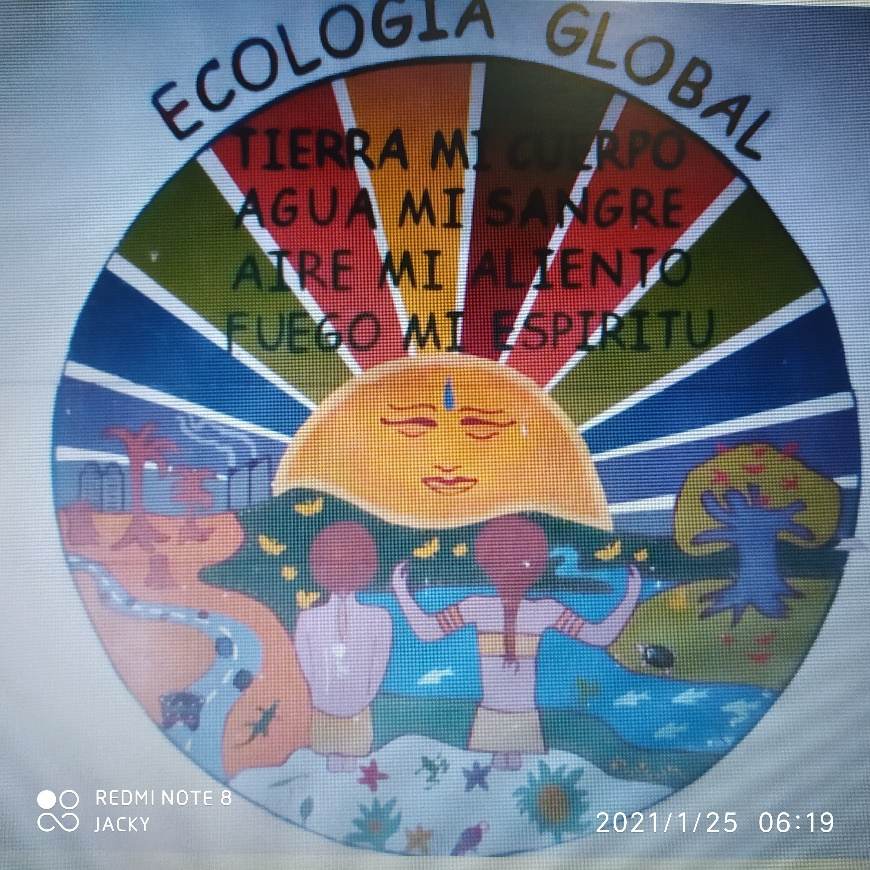 ECOLOGIA GLOBAL
TIERRA MI CUERPO
AGUA MI SANGRE
AIRE MI ALIENTO
FUEGO MI ESPIRITU
REDMI NOTE 8
JACKY
2021/1/25 06:19